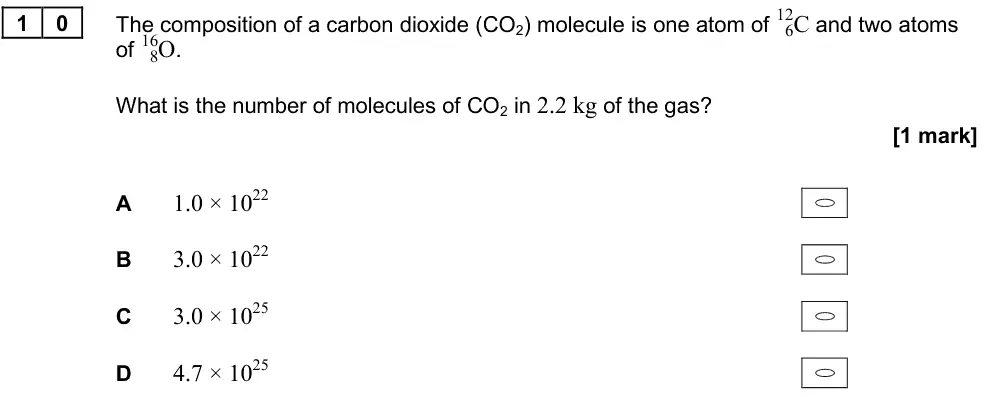 1 0 The composition of a carbon dioxide (CO₂) molecule is one atom of ¹²₆C and two atoms
of ¹⁶₈O.
What is the number of molecules of CO₂ in 2.2 kg of the gas?
[1 mark]
A 1.0 × 10²²
B 3.0 × 10²²
C 3.0 × 10²⁵
D 4.7 × 10²⁵